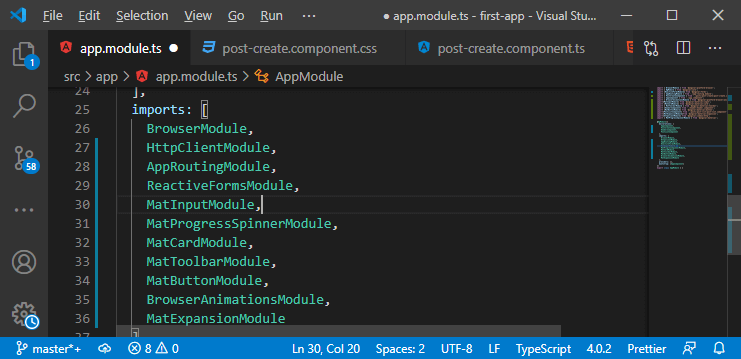 File Edit Selection View Go Run ··· ● app.module.ts - first-app - Visual Stu...
app.module.ts ● post-create.component.css post-create.component.ts ···
src > app > app.module.ts > AppModule
24 ],
25 imports: [
26 BrowserModule,
27 HttpClientModule,
28 AppRoutingModule,
29 ReactiveFormsModule,
30 MatInputModule,
31 MatProgressSpinnerModule,
32 MatCardModule,
33 MatToolbarModule,
34 MatButtonModule,
35 BrowserAnimationsModule,
36 MatExpansionModule
37 ]
1
58
master*+ 8 0 Ln 30, Col 20 Spaces: 2 UTF-8 LF TypeScript 4.0.2 Prettier